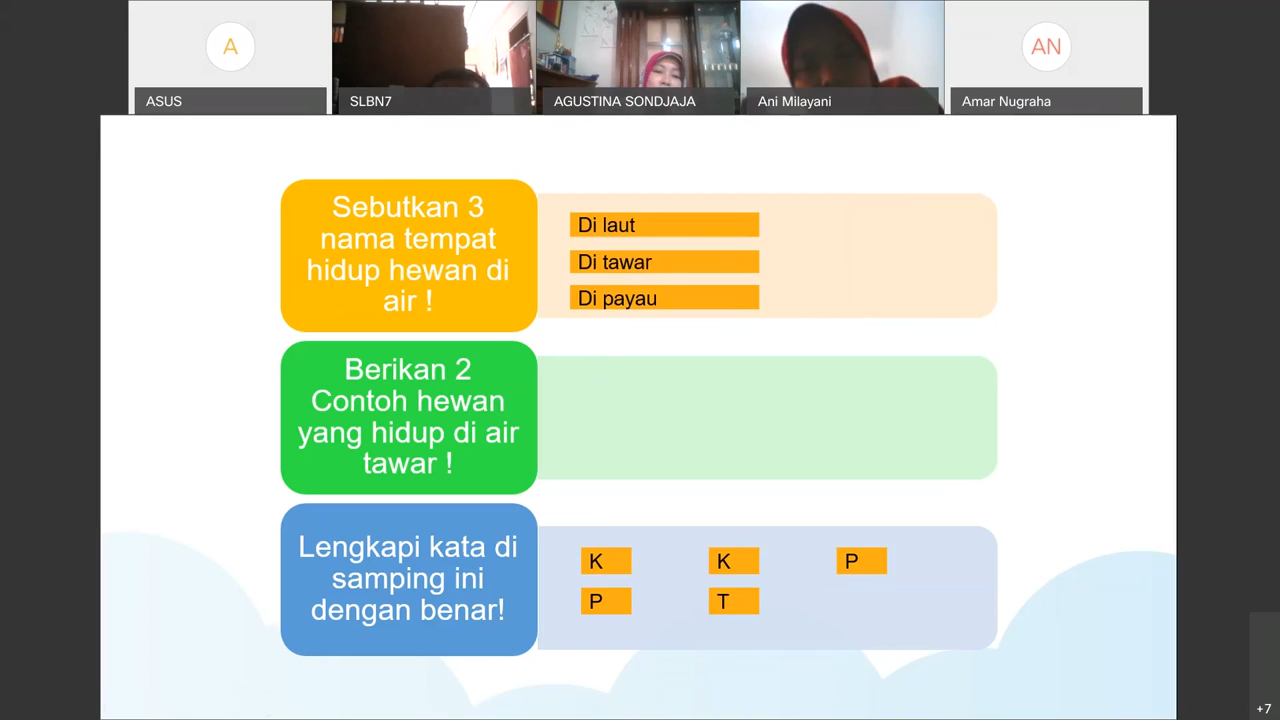 A
AN
ASUS
SLBN7
AGUSTINA SONDJAJA
Ani Milayani
Amar Nugraha
Sebutkan 3
nama tempat
hidup hewan di
air !
Di laut
Di tawar
Di payau
Berikan 2
Contoh hewan
yang hidup di air
tawar !
Lengkapi kata di
samping ini
dengan benar!
K K P
P T
+7